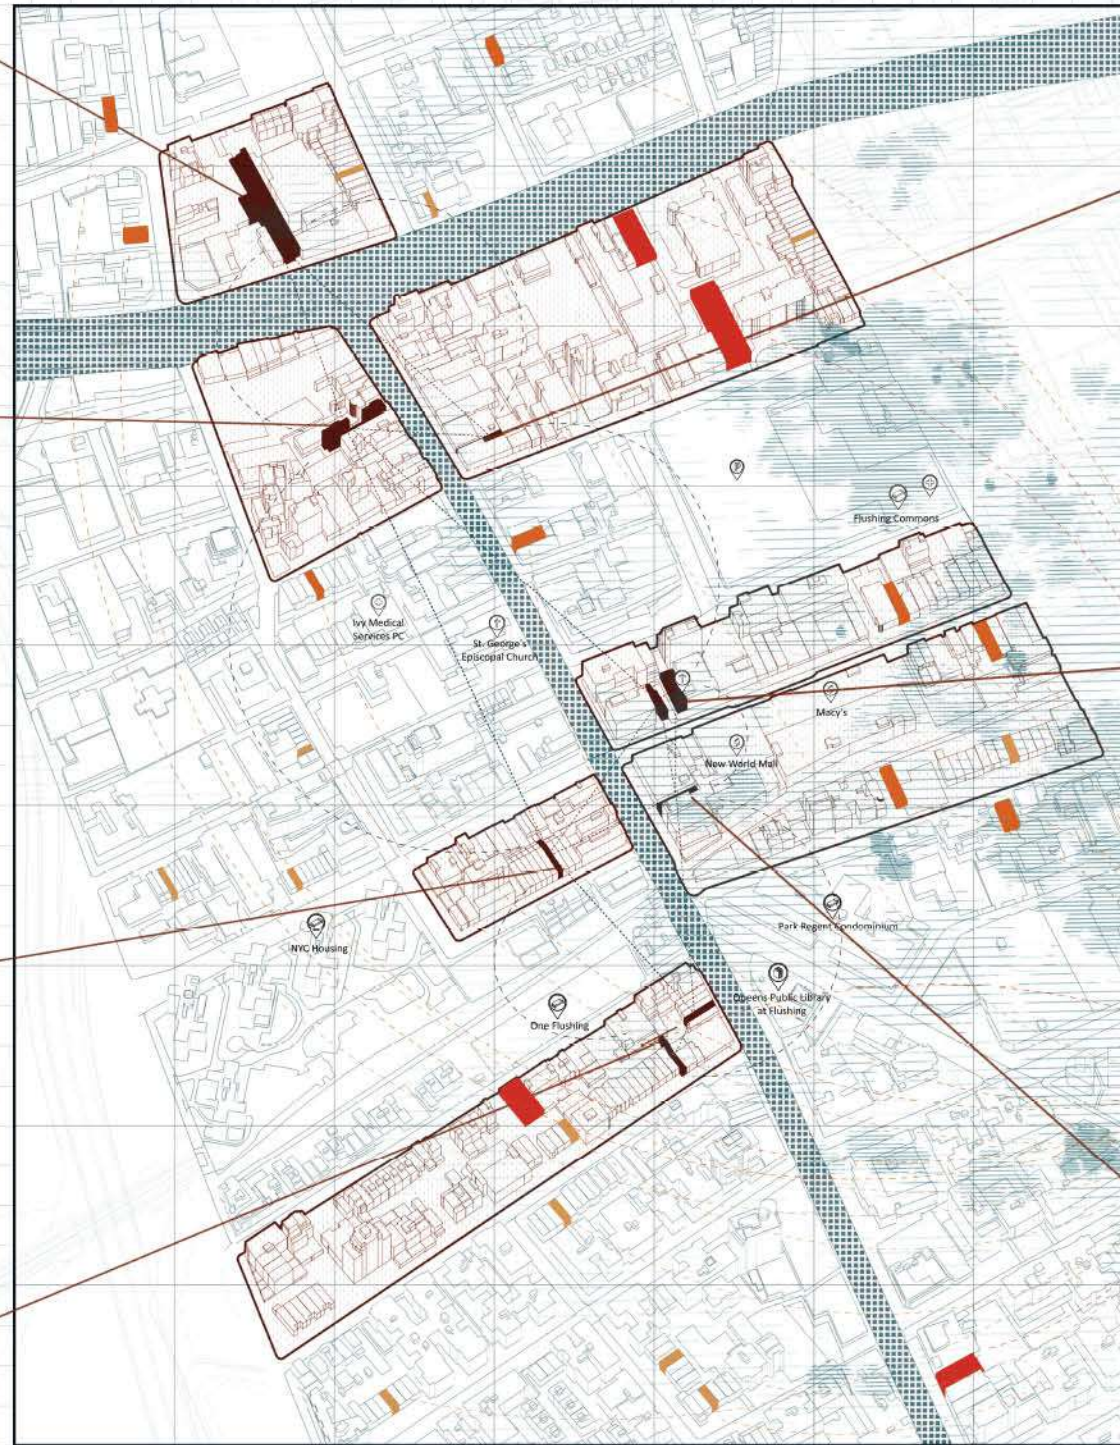 Flushing Commons
Ivy Medical
Services PC
St. George's
Episcopal Church
Macy's
New World Mall
Park Regent Condominium
NYC Housing
Queens Public Library
at Flushing
One Flushing